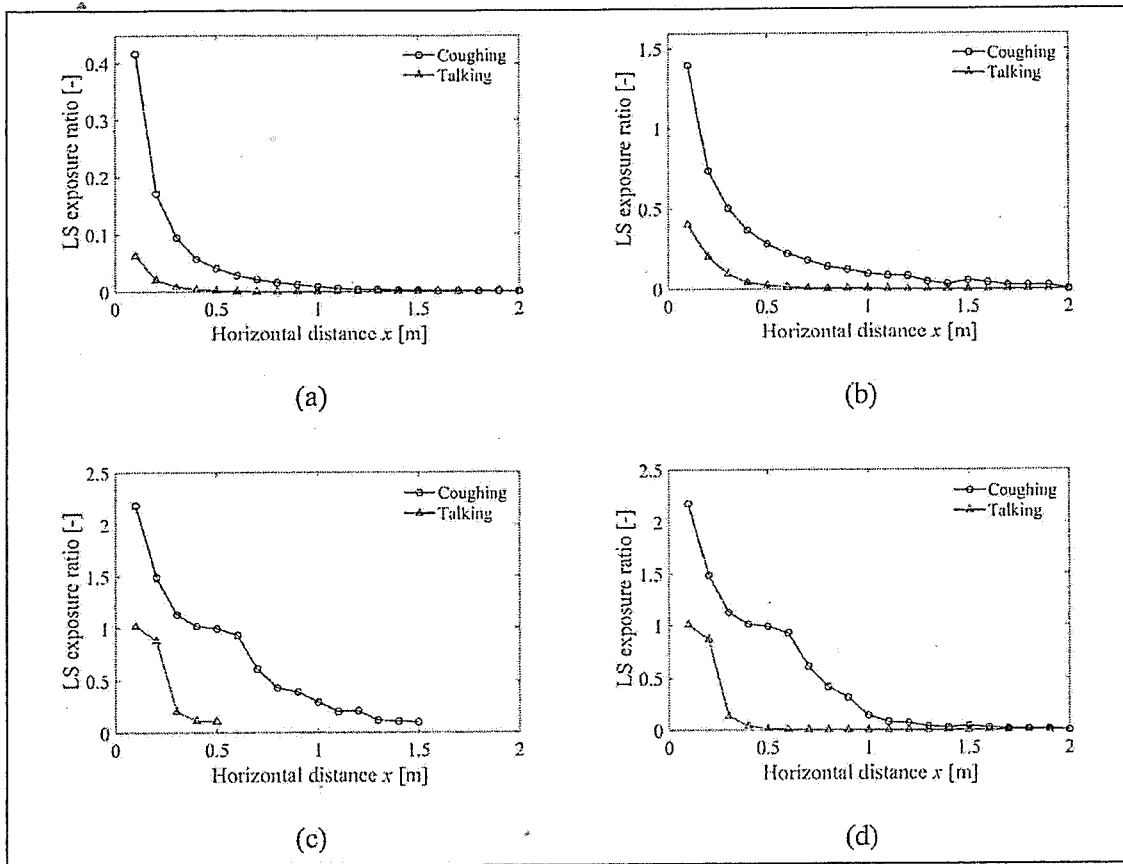 Coughing
Talking
LS exposure ratio [-]
0.4
0.3
0.2
0.1
0
0
0.5
1
1.5
2
Horizontal distance x [m]
(a)
Coughing
Talking
LS exposure ratio [-]
1.5
1
0.5
0
0
0.5
1
1.5
2
Horizontal distance x [m]
(b)
Coughing
Talking
LS exposure ratio [-]
2.5
2
1.5
1
0.5
0
0
0.5
1
1.5
2
Horizontal distance x [m]
(c)
Coughing
Talking
LS exposure ratio [-]
2.5
2
1.5
1
0.5
0
0
0.5
1
1.5
2
Horizontal distance x [m]
(d)